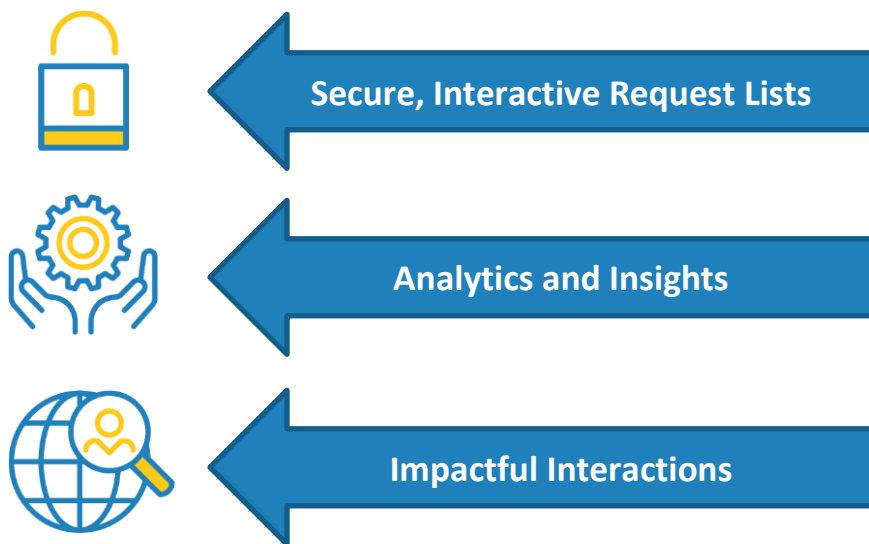 Secure, Interactive Request Lists
Analytics and Insights
Impactful Interactions